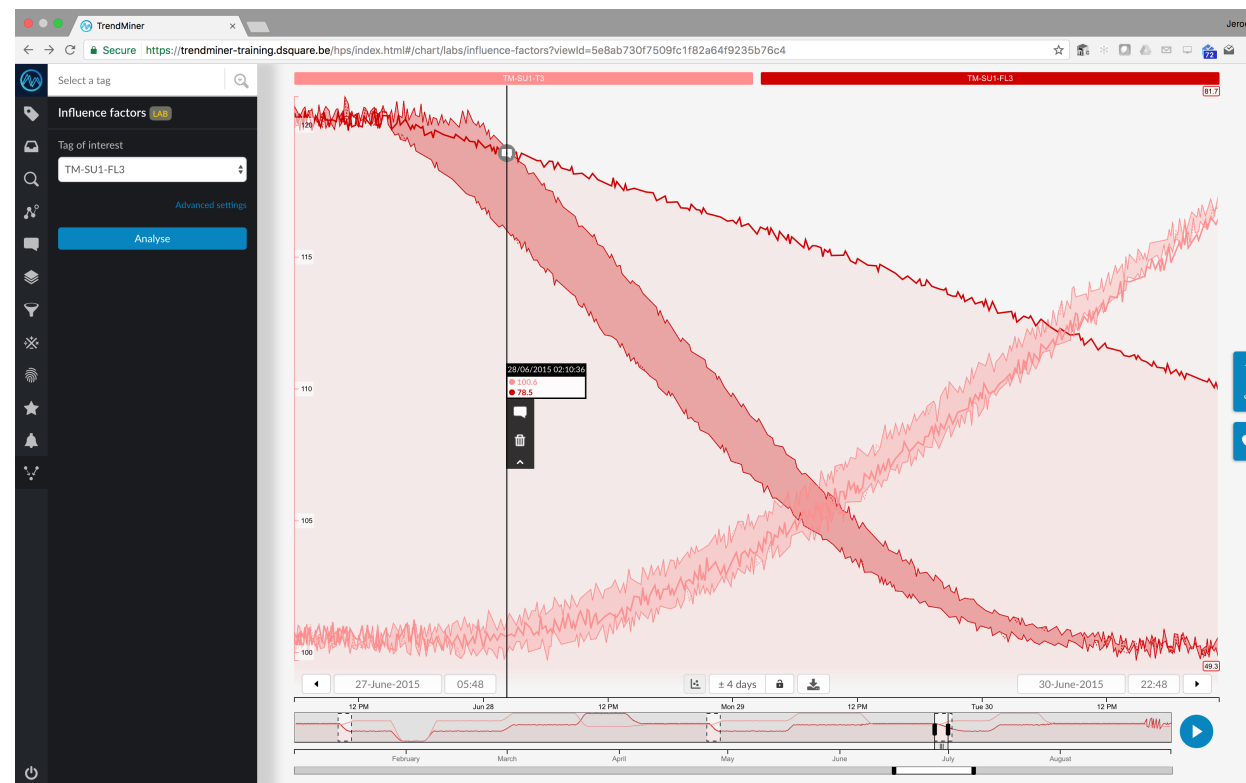 TrendMiner
Jeroe
Secure
https://trendminer-training.dsquare.be/hps/index.html#/chart/labs/influence-factors?viewId=5e8ab730f7509fc1f82a64f9235b76c4
72
Select a tag
Influence factors LAB
Tag of interest
TM-SU1-FL3
Advanced settings
Analyse
TM-SU1-T3
TM-SU1-FL3
81.7
120
115
110
105
100
49.3
28/06/2015 02:10:36
100.6
78.5
27-June-2015
05:48
± 4 days
30-June-2015
22:48
12 PM
Jun 28
12 PM
Mon 29
12 PM
Tue 30
12 PM
February
March
April
May
June
July
August